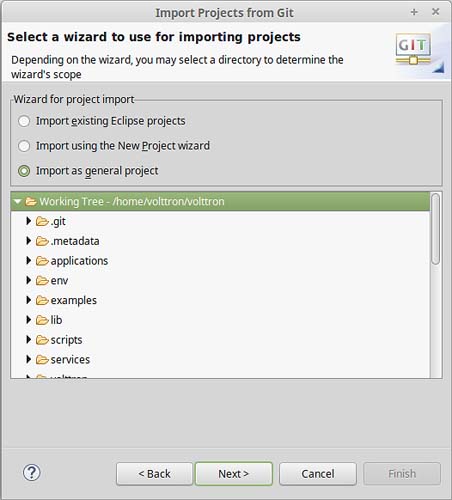 Import Projects from Git
Select a wizard to use for importing projects
GIT
Depending on the wizard, you may select a directory to determine the
wizard's scope
Wizard for project import
Import existing Eclipse projects
Import using the New Project wizard
Import as general project
Working Tree - /home/volttron/volttron
.git
.metadata
applications
env
examples
lib
scripts
services
volttron
?
< Back
Next >
Cancel
Finish